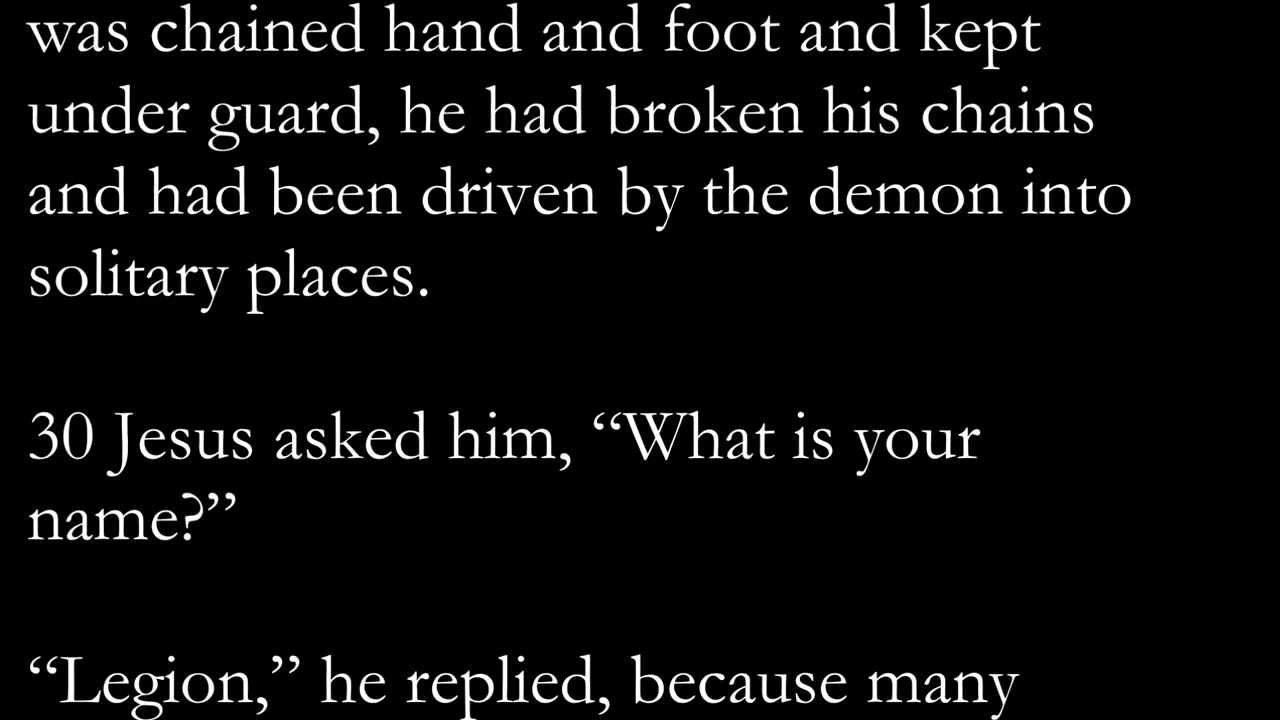 was chained hand and foot and kept
under guard, he had broken his chains
and had been driven by the demon into
solitary places.
30 Jesus asked him, “What is your
name?”
“Legion,” he replied, because many